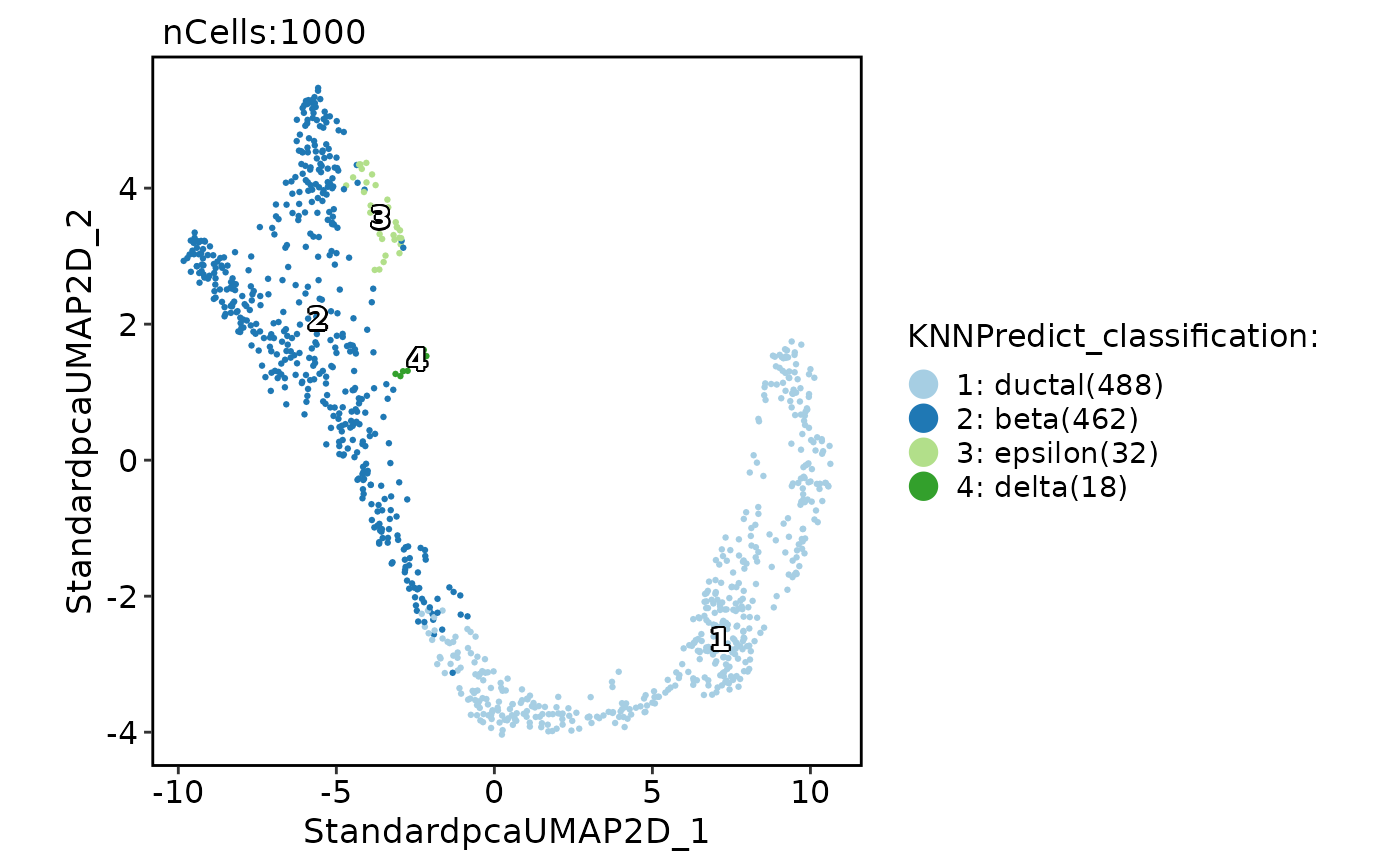 nCells:1000
StandardpcaUMAP2D_2
4
2
0
-2
-4
3
2
4
1
-10
-5
0
5
10
StandardpcaUMAP2D_1
KNNPredict_classification:
1: ductal(488)
2: beta(462)
3: epsilon(32)
4: delta(18)